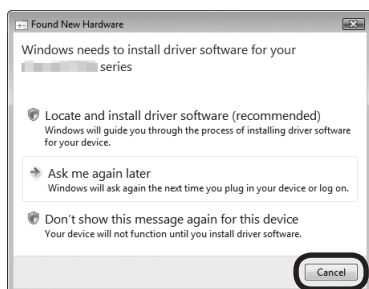 Found New Hardware
Windows needs to install driver software for your
series
Locate and install driver software (recommended)
Windows will guide you through the process of installing driver software
for your device.
Ask me again later
Windows will ask again the next time you plug in your device or log on.
Don't show this message again for this device
Your device will not function until you install driver software.
Cancel